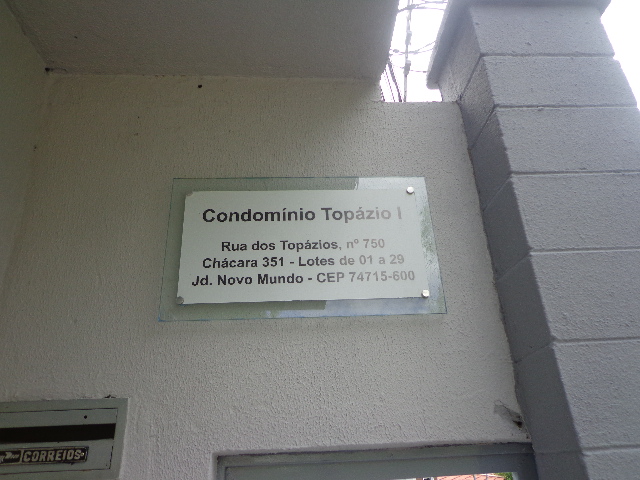 Condomínio Topázio I
Rua dos Topázios, nº 750
Chácara 351 - Lotes de 01 a 29
Jd. Novo Mundo - CEP 74715-600
CORREIOS